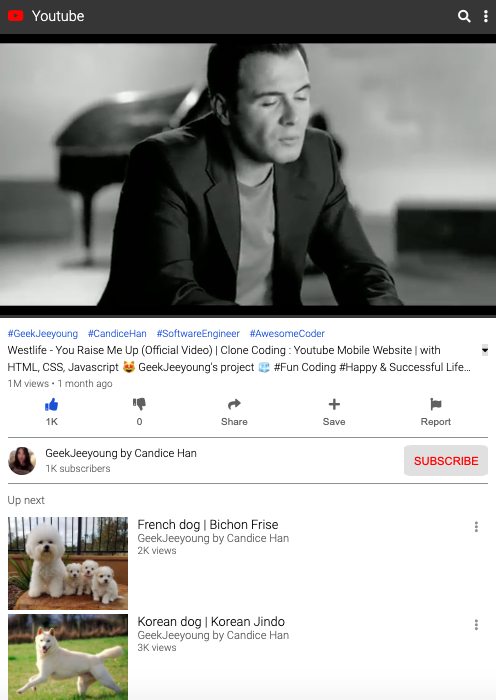 Youtube
#GeekJeeyoung #CandiceHan #SoftwareEngineer #AwesomeCoder
Westlife - You Raise Me Up (Official Video) | Clone Coding : Youtube Mobile Website | with
HTML, CSS, Javascript 😻 GeekJeeyoung's project 🧊 #Fun Coding #Happy & Successful Life...
1M views • 1 month ago
1K 0 Share Save Report
GeekJeeyoung by Candice Han
1K subscribers
SUBSCRIBE
Up next
French dog | Bichon Frise
GeekJeeyoung by Candice Han
2K views
Korean dog | Korean Jindo
GeekJeeyoung by Candice Han
3K views